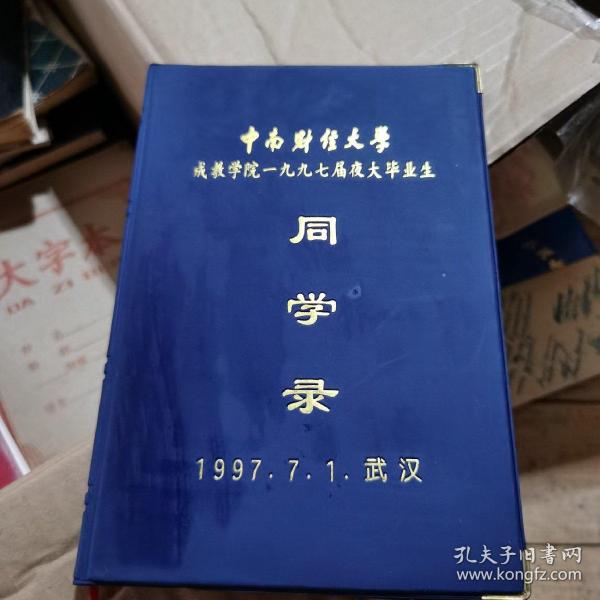 中南财经大学
成教学院一九九七届夜大毕业生
同
学
录
1997.7.1.武汉
大字本
DA ZI
孔夫子旧书网
www.kongfz.com